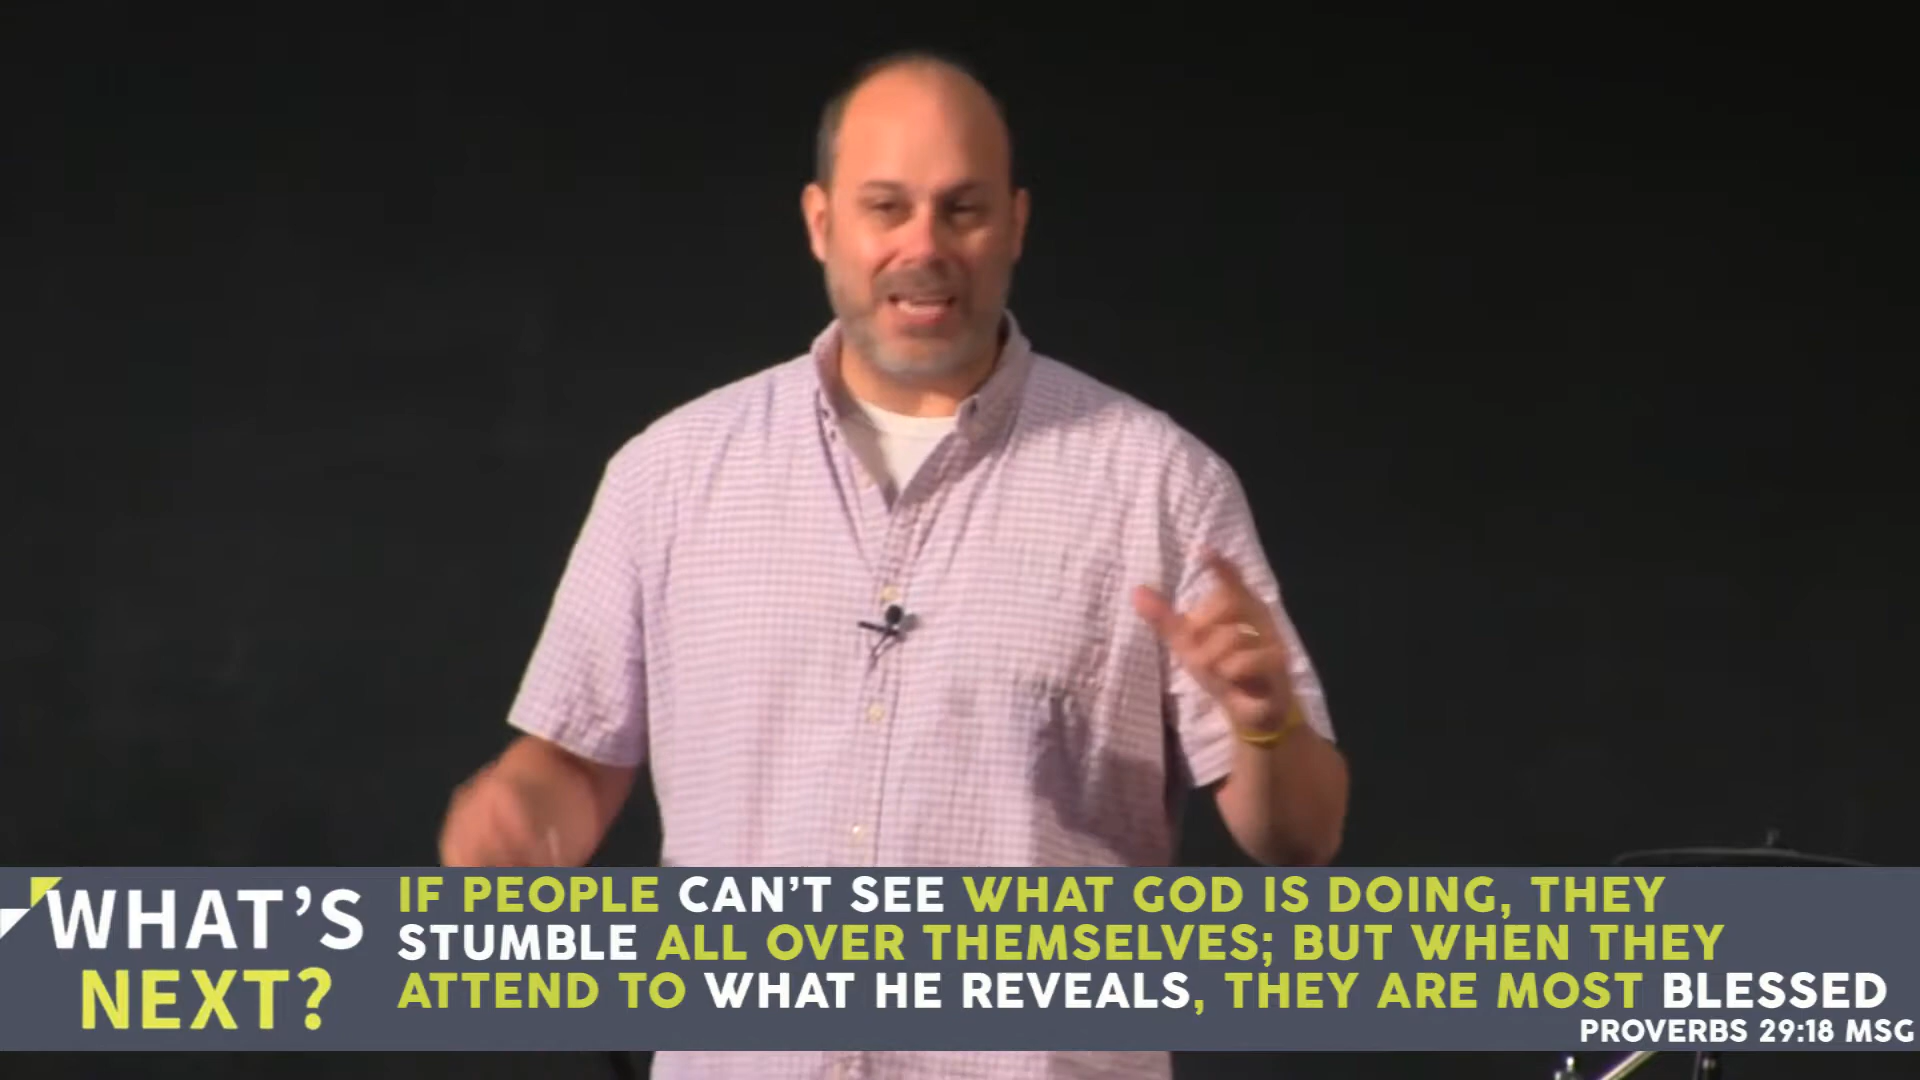 WHAT'S
NEXT?
IF PEOPLE CAN'T SEE WHAT GOD IS DOING, THEY
STUMBLE ALL OVER THEMSELVES; BUT WHEN THEY
ATTEND TO WHAT HE REVEALS, THEY ARE MOST BLESSED
PROVERBS 29:18 MSG